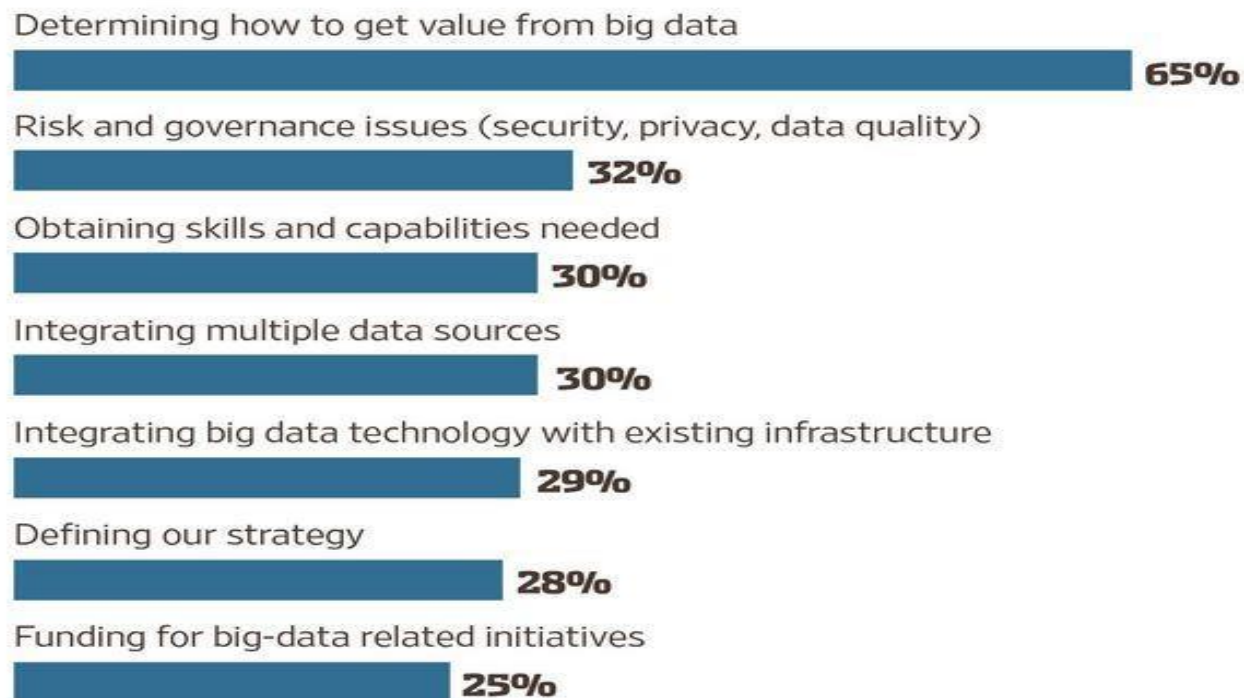 Determining how to get value from big data
65%
Risk and governance issues (security, privacy, data quality)
32%
Obtaining skills and capabilities needed
30%
Integrating multiple data sources
30%
Integrating big data technology with existing infrastructure
29%
Defining our strategy
28%
Funding for big-data related initiatives
25%